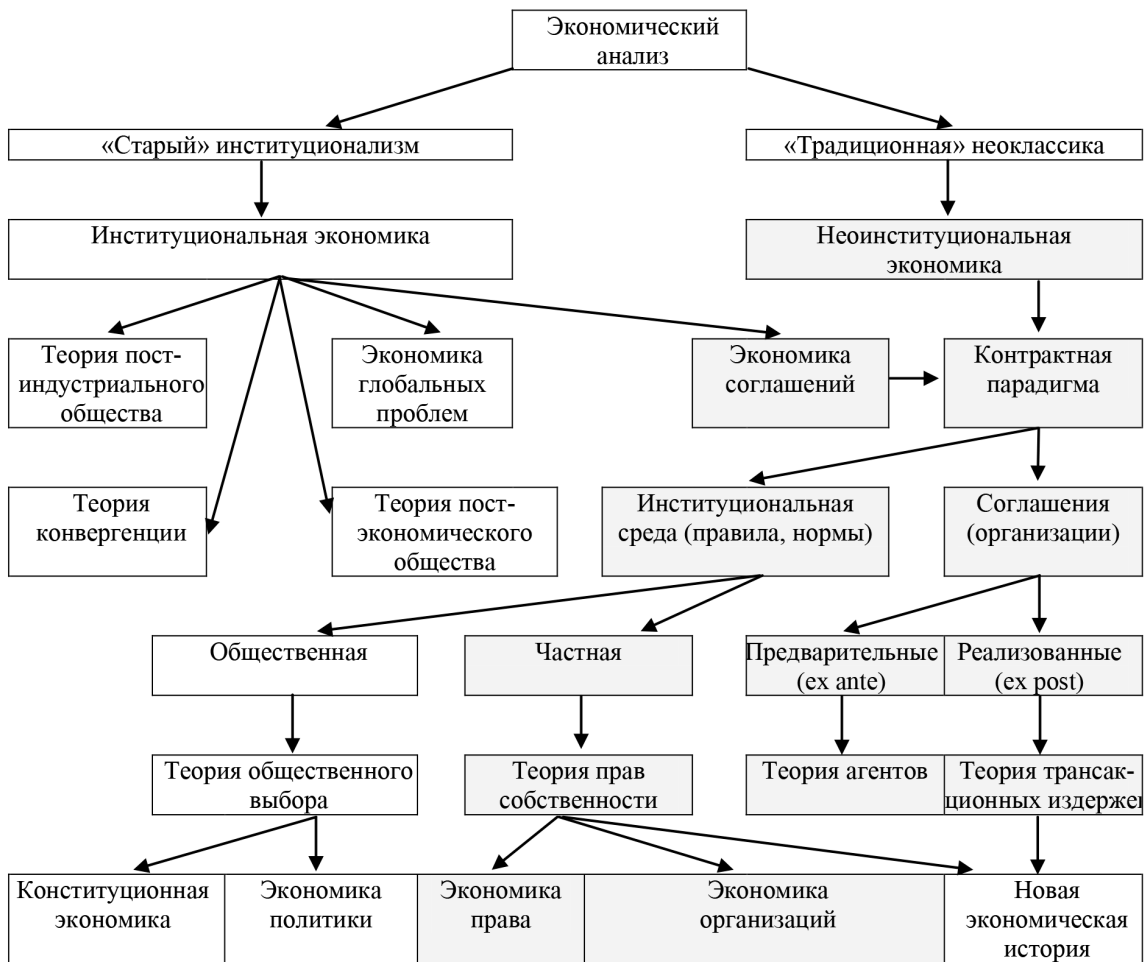 Экономический
анализ
«Старый» институционализм
«Традиционная» неоклассика
Институциональная экономика
Неоинституциональная
экономика
Теория пост-
индустриального
общества
Экономика
глобальных
проблем
Экономика
соглашений
Контрактная
парадигма
Теория
конвергенции
Теория пост-
экономического
общества
Институциональная
среда (правила, нормы)
Соглашения
(организации)
Общественная
Частная
Предварительные
(ex ante)
Реализованные
(ex post)
Теория общественного
выбора
Теория прав
собственности
Теория агентов
Теория трансак-
ционных издержек
Конституционная
экономика
Экономика
политики
Экономика
права
Экономика
организаций
Новая
экономическая
история